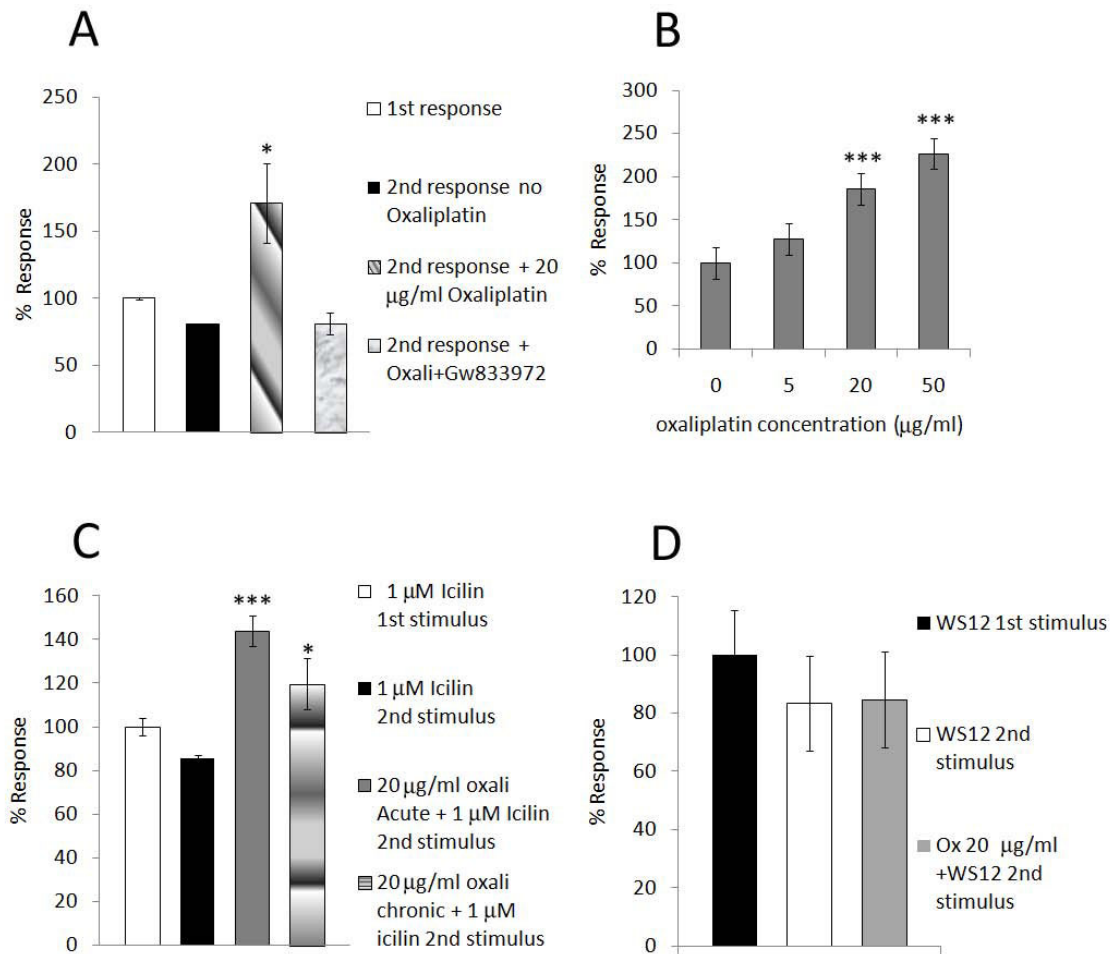 A
250
200
150
100
50
0
% Response
*
1st response
2nd response no
Oxaliplatin
2nd response + 20
µg/ml Oxaliplatin
2nd response +
Oxali+Gw833972
B
300
250
200
150
100
50
0
% Response
***
***
0 5 20 50
oxaliplatin concentration (µg/ml)
C
160
140
120
100
80
60
40
20
0
% Response
***
*
1 µM Icilin
1st stimulus
1 µM Icilin
2nd stimulus
20 µg/ml oxali
Acute + 1 µM Icilin
2nd stimulus
20 µg/ml oxali
chronic + 1 µM
icilin 2nd stimulus
D
120
100
80
60
40
20
0
% Response
WS12 1st stimulus
WS12 2nd
stimulus
Ox 20 µg/ml
+WS12 2nd
stimulus